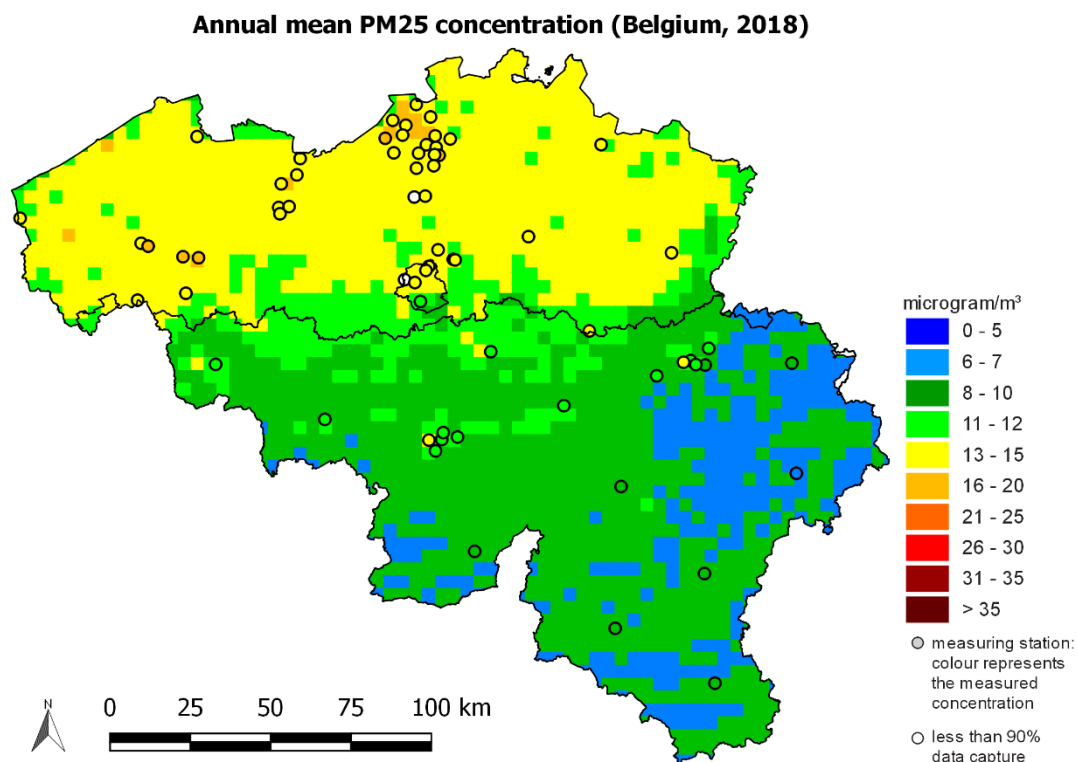 Annual mean PM25 concentration (Belgium, 2018)
microgram/m³
0 - 5
6 - 7
8 - 10
11 - 12
13 - 15
16 - 20
21 - 25
26 - 30
31 - 35
> 35
measuring station:
colour represents
the measured
concentration
less than 90%
data capture
N
0 25 50 75 100 km